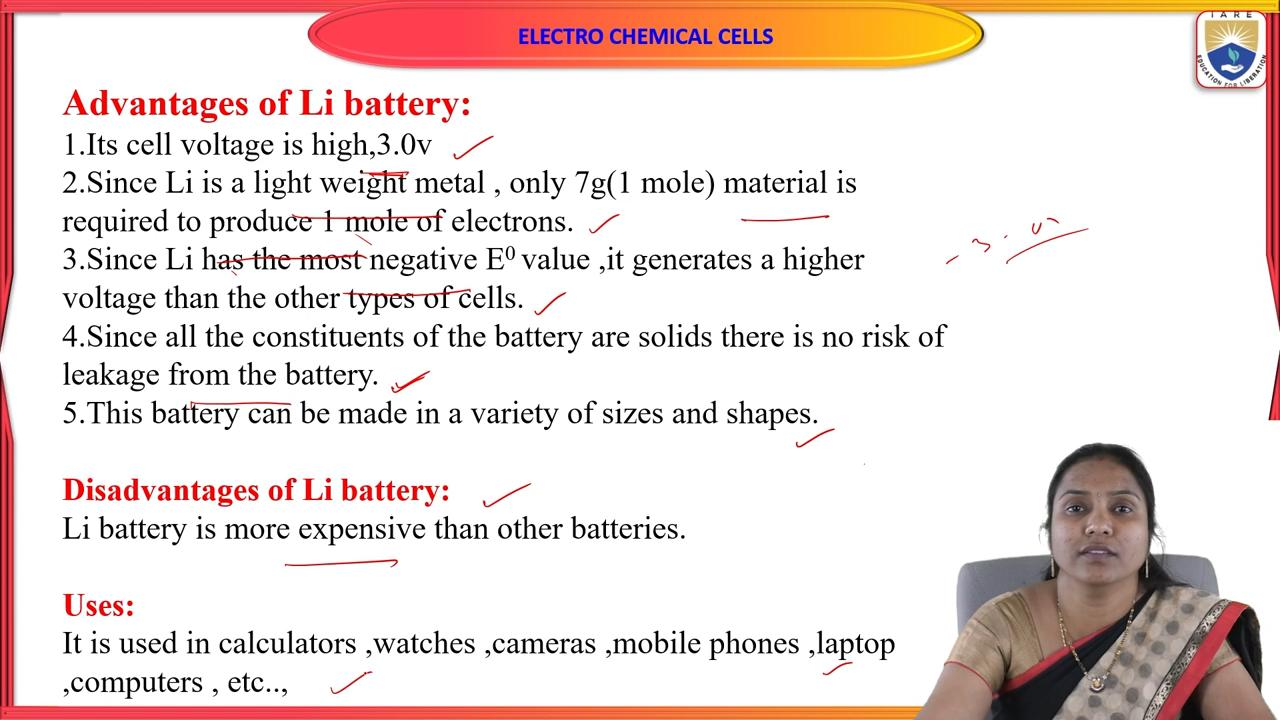 ELECTRO CHEMICAL CELLS
IARE
EDUCATION FOR LIBERATION
Advantages of Li battery:
1.Its cell voltage is high,3.0v
2.Since Li is a light weight metal , only 7g(1 mole) material is
required to produce 1 mole of electrons.
3.Since Li has the most negative E⁰ value ,it generates a higher
voltage than the other types of cells.
4.Since all the constituents of the battery are solids there is no risk of
leakage from the battery.
5.This battery can be made in a variety of sizes and shapes.
Disadvantages of Li battery:
Li battery is more expensive than other batteries.
Uses:
It is used in calculators ,watches ,cameras ,mobile phones ,laptop
,computers , etc..,